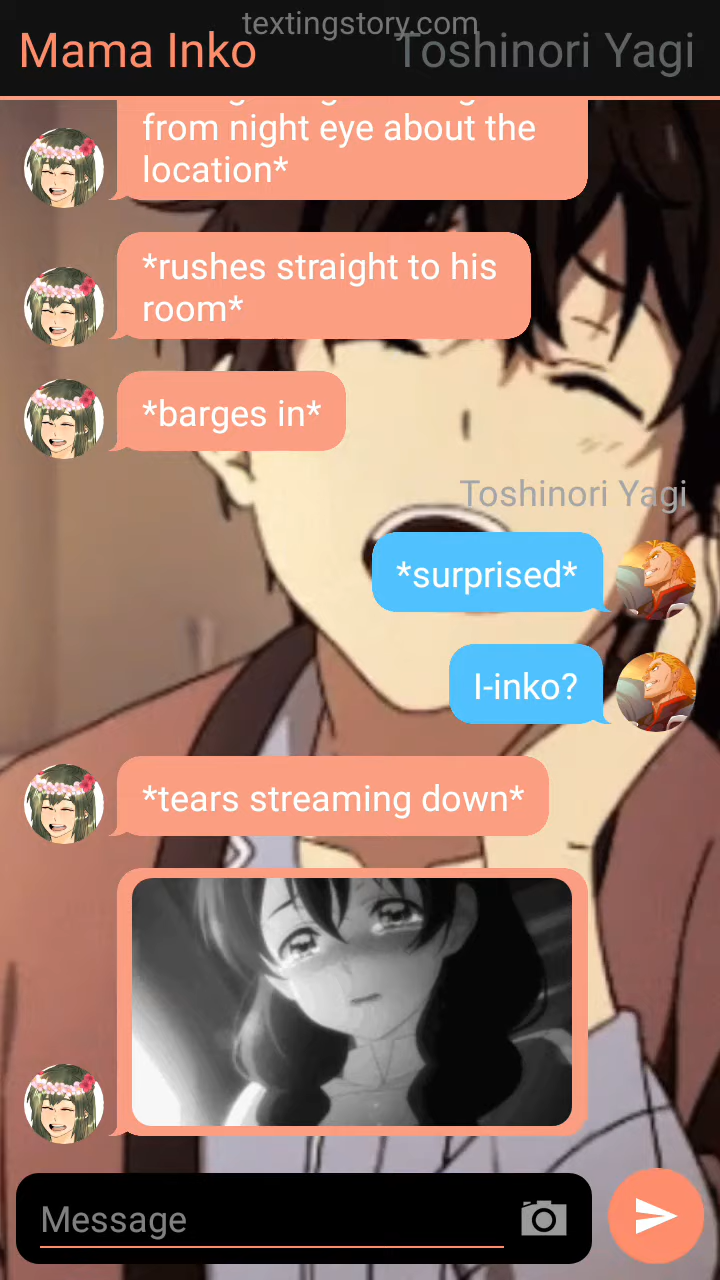 textingstory.com
Mama Inko
Toshinori Yagi
from night eye about the
location*
*rushes straight to his
room*
*barges in*
Toshinori Yagi
*surprised*
I-inko?
*tears streaming down*
Message